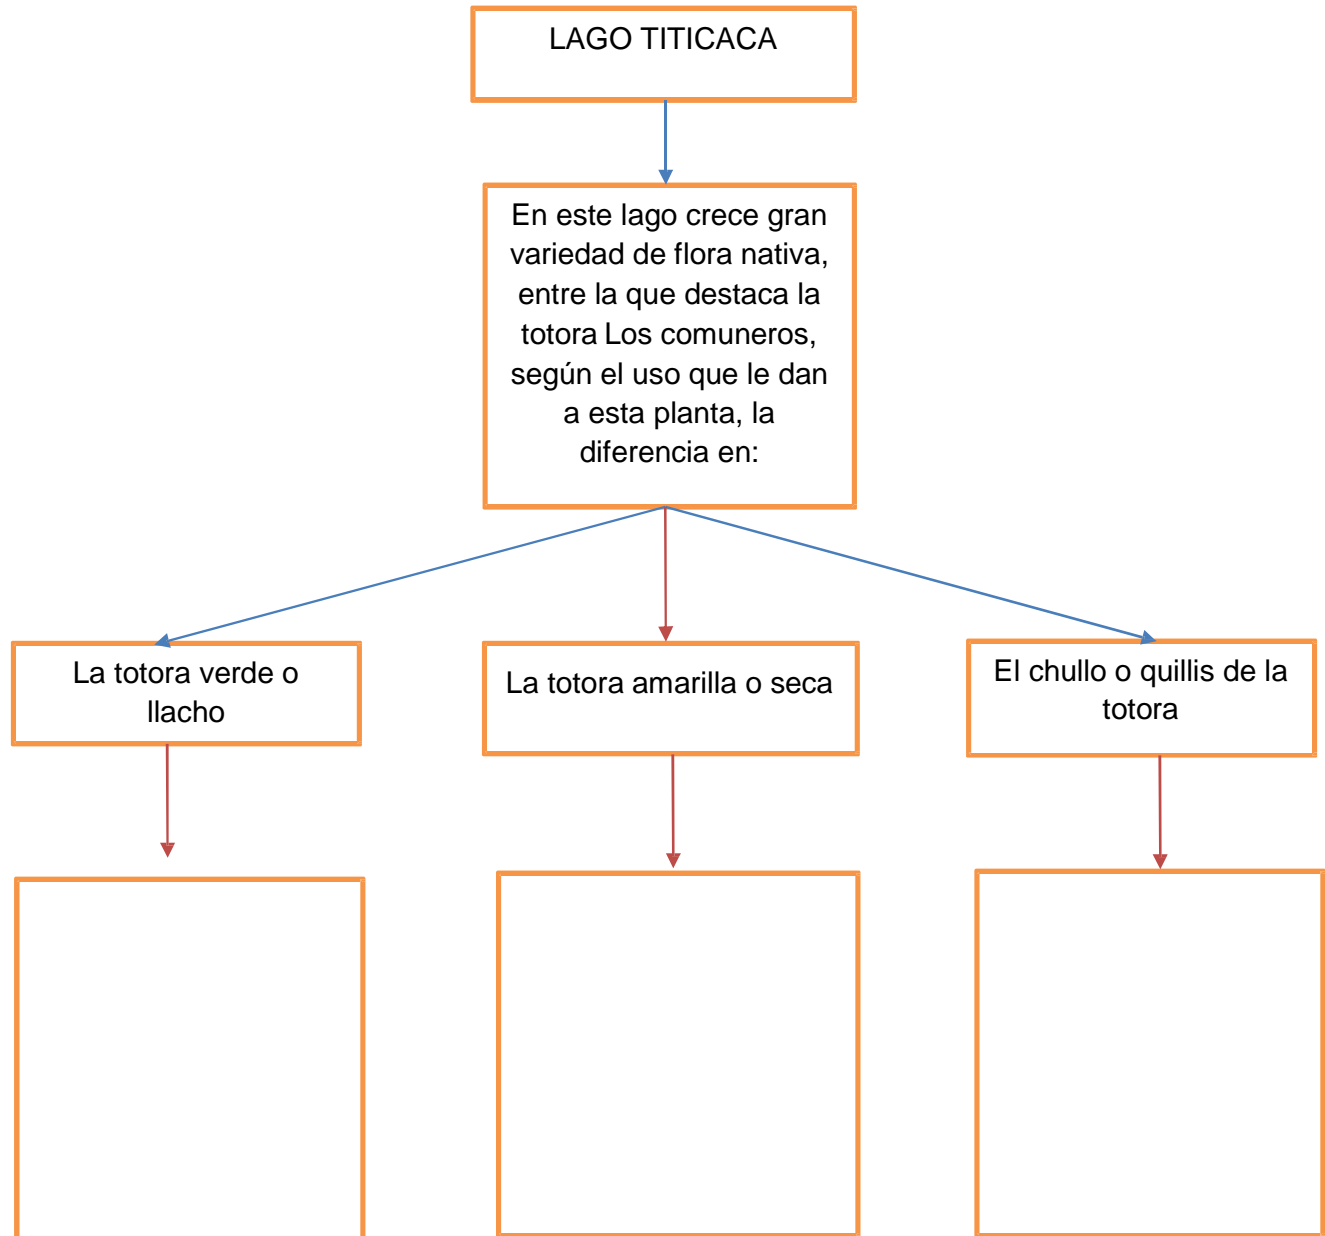 LAGO TITICACA
En este lago crece gran
variedad de flora nativa,
entre la que destaca la
totora Los comuneros,
según el uso que le dan
a esta planta, la
diferencia en:
La totora verde o
llacho
La totora amarilla o seca
El chullo o quillis de la
totora